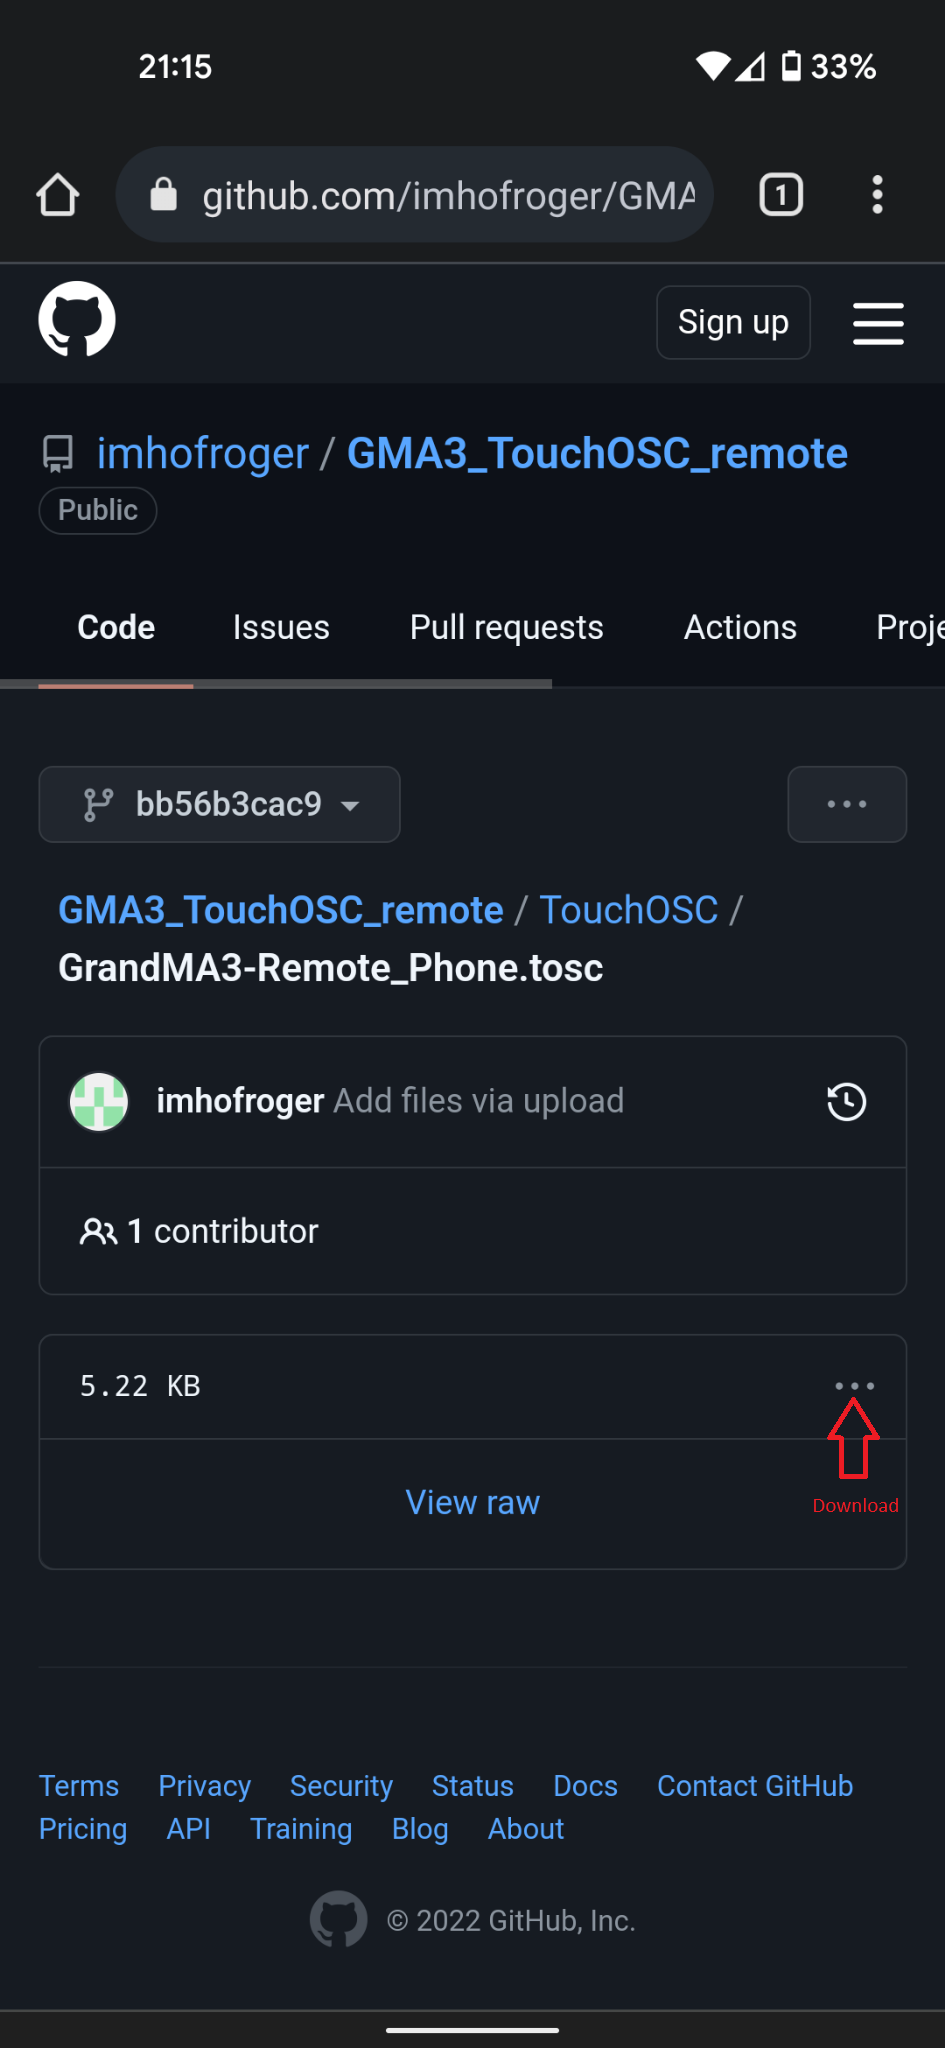 21:15 33%
github.com/imhofroger/GMA 1
Sign up
imhofroger / GMA3_TouchOSC_remote
Public
Code Issues Pull requests Actions Proje
bb56b3cac9
GMA3_TouchOSC_remote / TouchOSC /
GrandMA3-Remote_Phone.tosc
imhofroger Add files via upload
1 contributor
5.22 KB
View raw
Download
Terms Privacy Security Status Docs Contact GitHub
Pricing API Training Blog About
© 2022 GitHub, Inc.